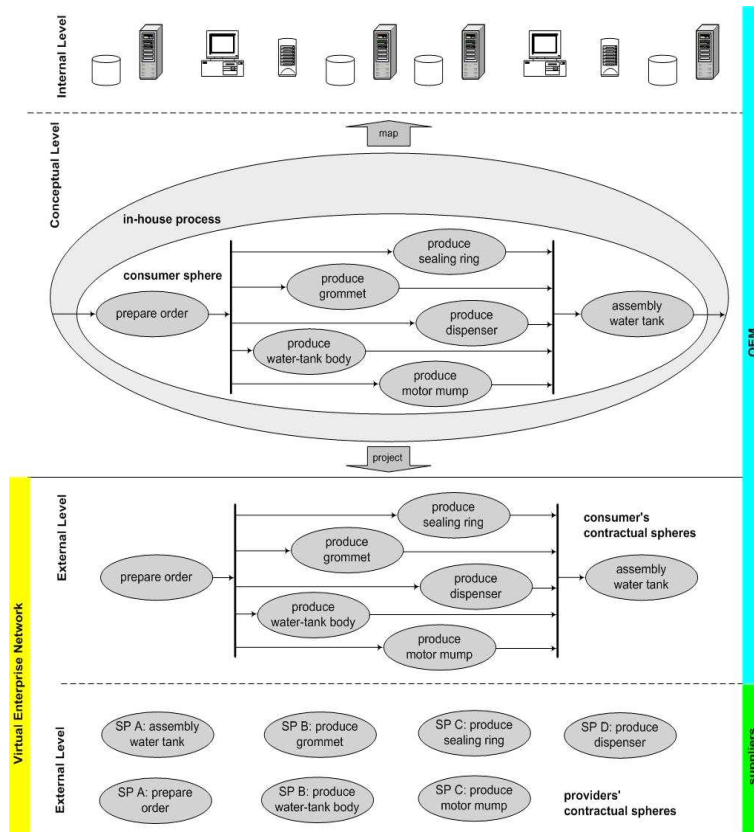 Internal Level
map
Conceptual Level
in-house process
consumer sphere
produce
sealing ring
produce
grommet
prepare order
produce
dispenser
assembly
water tank
produce
water-tank body
produce
motor mump
OEM
project
External Level
produce
sealing ring
consumer's
contractual spheres
produce
grommet
prepare order
produce
dispenser
assembly
water tank
produce
water-tank body
produce
motor mump
Virtual Enterprise Network
External Level
SP A: assembly
water tank
SP B: produce
grommet
SP C: produce
sealing ring
SP D: produce
dispenser
SP A: prepare
order
SP B: produce
water-tank body
SP C: produce
motor mump
providers'
contractual spheres
suppliers